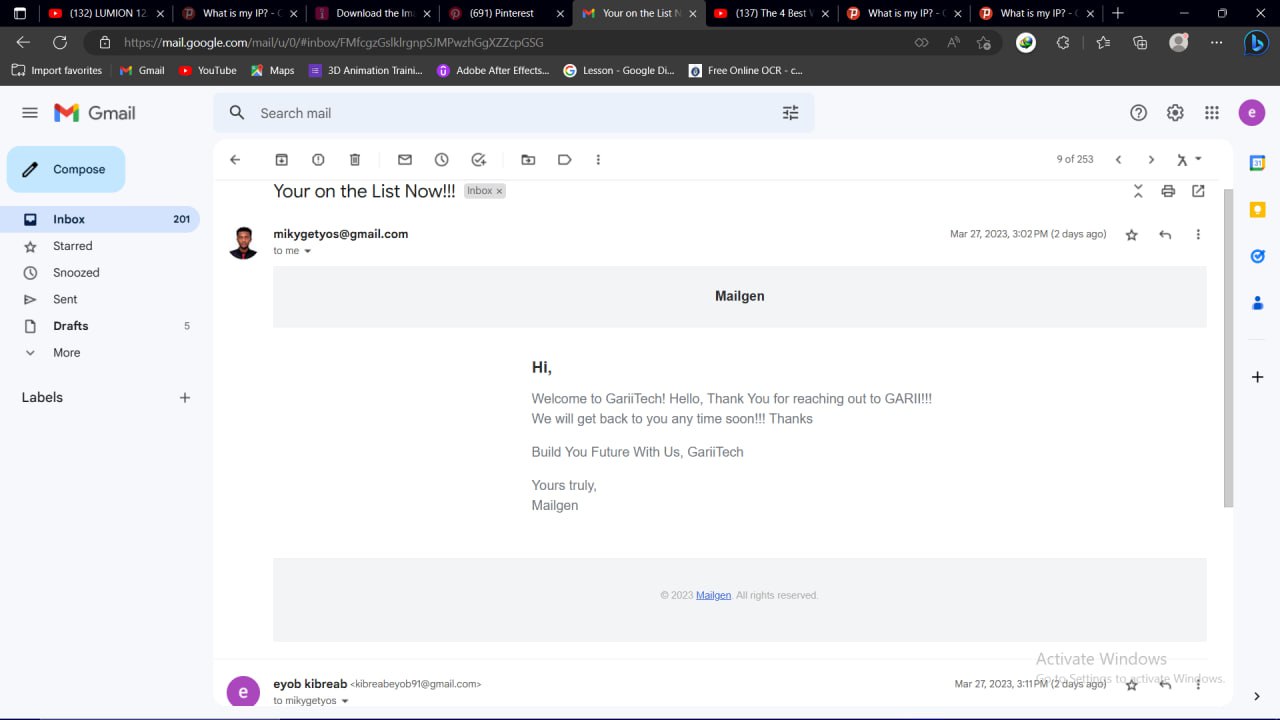 (132) LUMION 12
What is my IP? - C
Download the Im
(691) Pinterest
Your on the List N
(137) The 4 Best V
What is my IP? - C
What is my IP? - C
https://mail.google.com/mail/u/0/#inbox/FMfcgzGslklrgnpSJMPwzhGgXZZcpGSG
Import favorites
Gmail
YouTube
Maps
3D Animation Traini...
Adobe After Effects...
Lesson - Google Di...
Free Online OCR - c...
Gmail
Search mail
e
Compose
9 of 253
Your on the List Now!!!
Inbox ×
Inbox 201
Starred
Snoozed
Sent
Drafts 5
More
Labels
mikygetyos@gmail.com
Mar 27, 2023, 3:02 PM (2 days ago)
to me
Mailgen
Hi,
Welcome to GariiTech! Hello, Thank You for reaching out to GARII!!!
We will get back to you any time soon!!! Thanks
Build You Future With Us, GariiTech
Yours truly,
Mailgen
© 2023 Mailgen. All rights reserved.
Activate Windows
Go to Settings to activate Windows.
e
eyob kibreab <kibreabeyob91@gmail.com>
Mar 27, 2023, 3:11 PM (2 days ago)
to mikygetyos